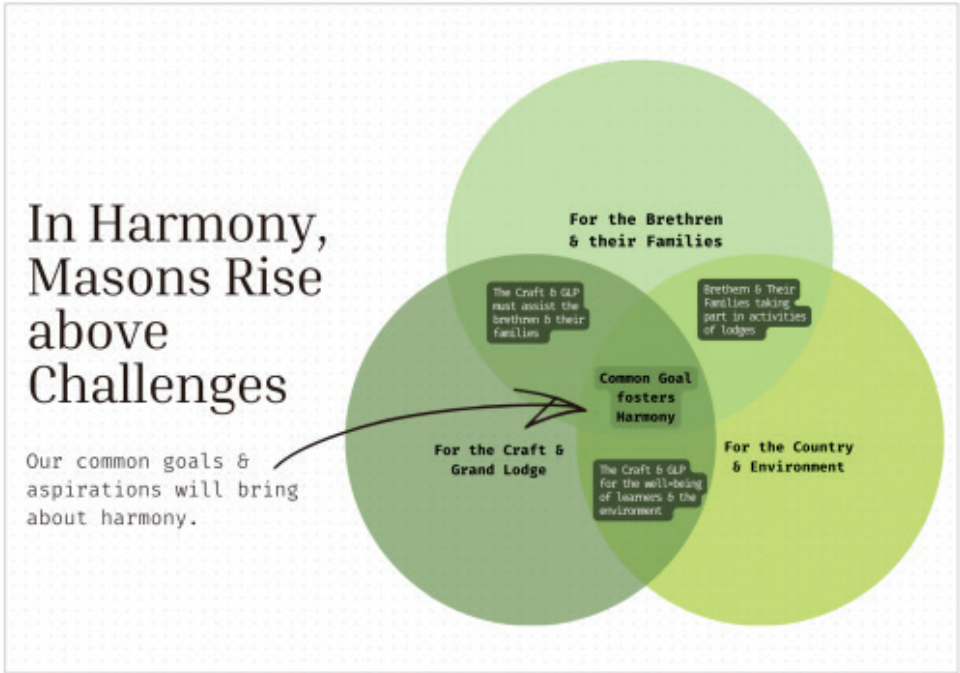 In Harmony,
Masons Rise
above
Challenges
Our common goals &
aspirations will bring
about harmony.
For the Brethren
& their Families
The Craft & GLP
must assist the
brethren & their
families
Brethern & Their
Families taking
part in activities
of lodges
Common Goal
fosters
Harmony
For the Craft &
Grand Lodge
For the Country
& Environment
The Craft & GLP
for the well-being
of learners & the
environment